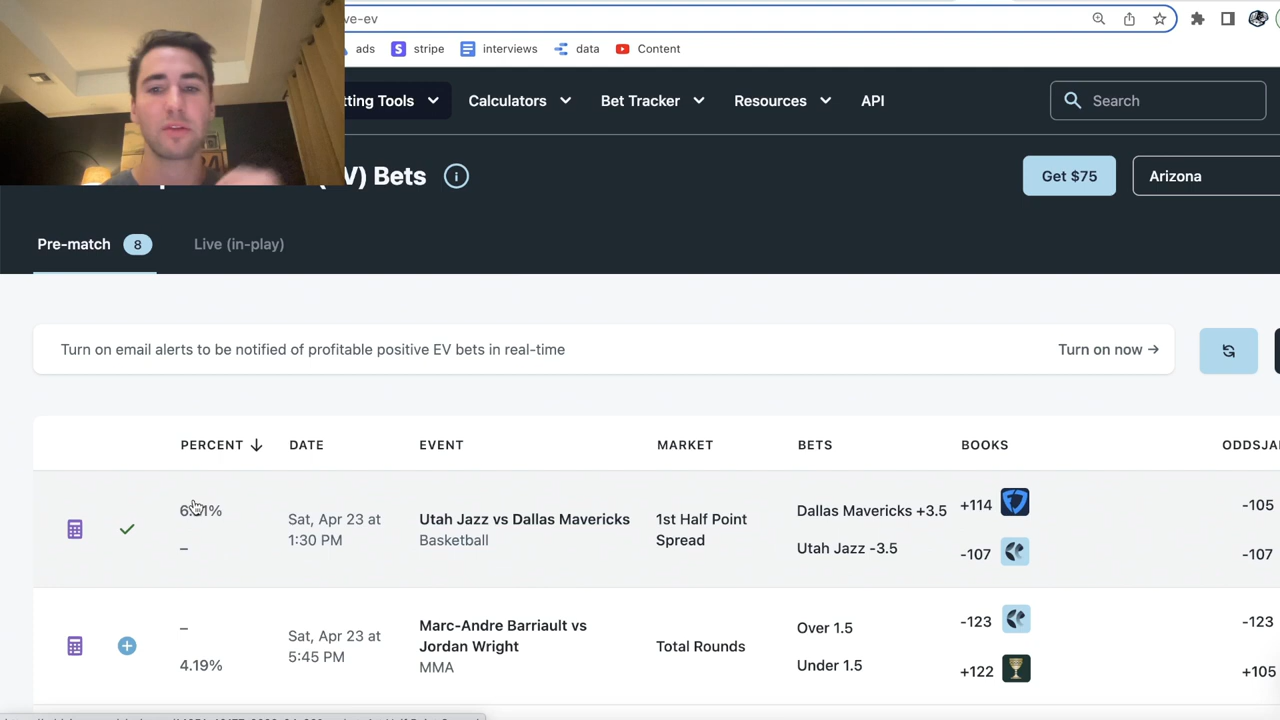 ve-ev
ads stripe interviews data Content
tting Tools Calculators Bet Tracker Resources API Search
V) Bets Get $75 Arizona
Pre-match 8 Live (in-play)
Turn on email alerts to be notified of profitable positive EV bets in real-time Turn on now →
PERCENT ↓ DATE EVENT MARKET BETS BOOKS ODDSJA
Sat, Apr 23 at 1:30 PM
Utah Jazz vs Dallas Mavericks
Basketball
1st Half Point
Spread
Dallas Mavericks +3.5 +114 -105
– Utah Jazz -3.5 -107 -107
–
4.19%
Sat, Apr 23 at
5:45 PM
Marc-Andre Barriault vs
Jordan Wright
MMA
Total Rounds
Over 1.5 -123 -123
Under 1.5 +122 +105